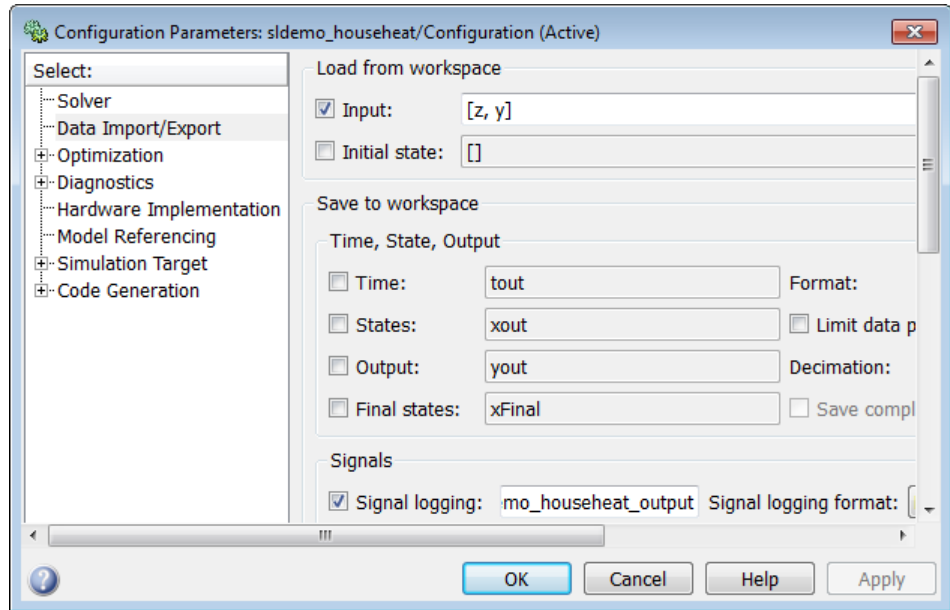 Configuration Parameters: sldemo_househeat/Configuration (Active)
Select:
Solver
Data Import/Export
Optimization
Diagnostics
Hardware Implementation
Model Referencing
Simulation Target
Code Generation
Load from workspace
Input: [z, y]
Initial state: []
Save to workspace
Time, State, Output
Time: tout Format:
States: xout Limit data p
Output: yout Decimation:
Final states: xFinal Save compl
Signals
Signal logging: mo_househeat_output Signal logging format:
OK Cancel Help Apply